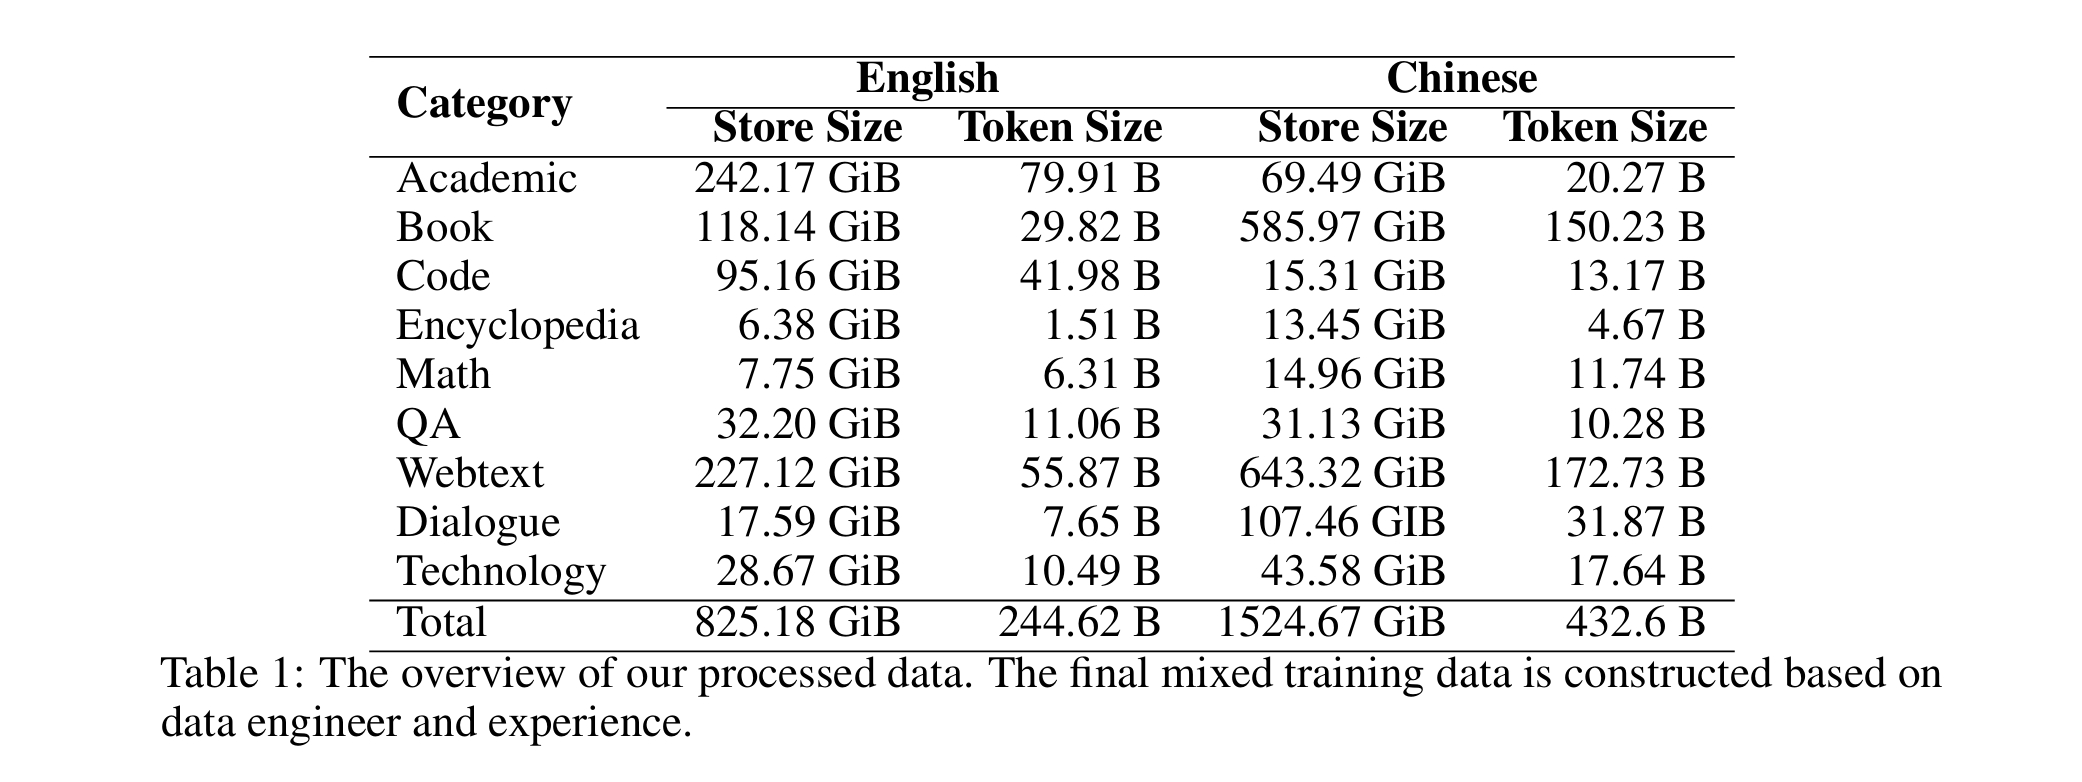 English Chinese
Category
Store Size Token Size Store Size Token Size
Academic 242.17 GiB 79.91 B 69.49 GiB 20.27 B
Book 118.14 GiB 29.82 B 585.97 GiB 150.23 B
Code 95.16 GiB 41.98 B 15.31 GiB 13.17 B
Encyclopedia 6.38 GiB 1.51 B 13.45 GiB 4.67 B
Math 7.75 GiB 6.31 B 14.96 GiB 11.74 B
QA 32.20 GiB 11.06 B 31.13 GiB 10.28 B
Webtext 227.12 GiB 55.87 B 643.32 GiB 172.73 B
Dialogue 17.59 GiB 7.65 B 107.46 GIB 31.87 B
Technology 28.67 GiB 10.49 B 43.58 GiB 17.64 B
Total 825.18 GiB 244.62 B 1524.67 GiB 432.6 B
Table 1: The overview of our processed data. The final mixed training data is constructed based on
data engineer and experience.